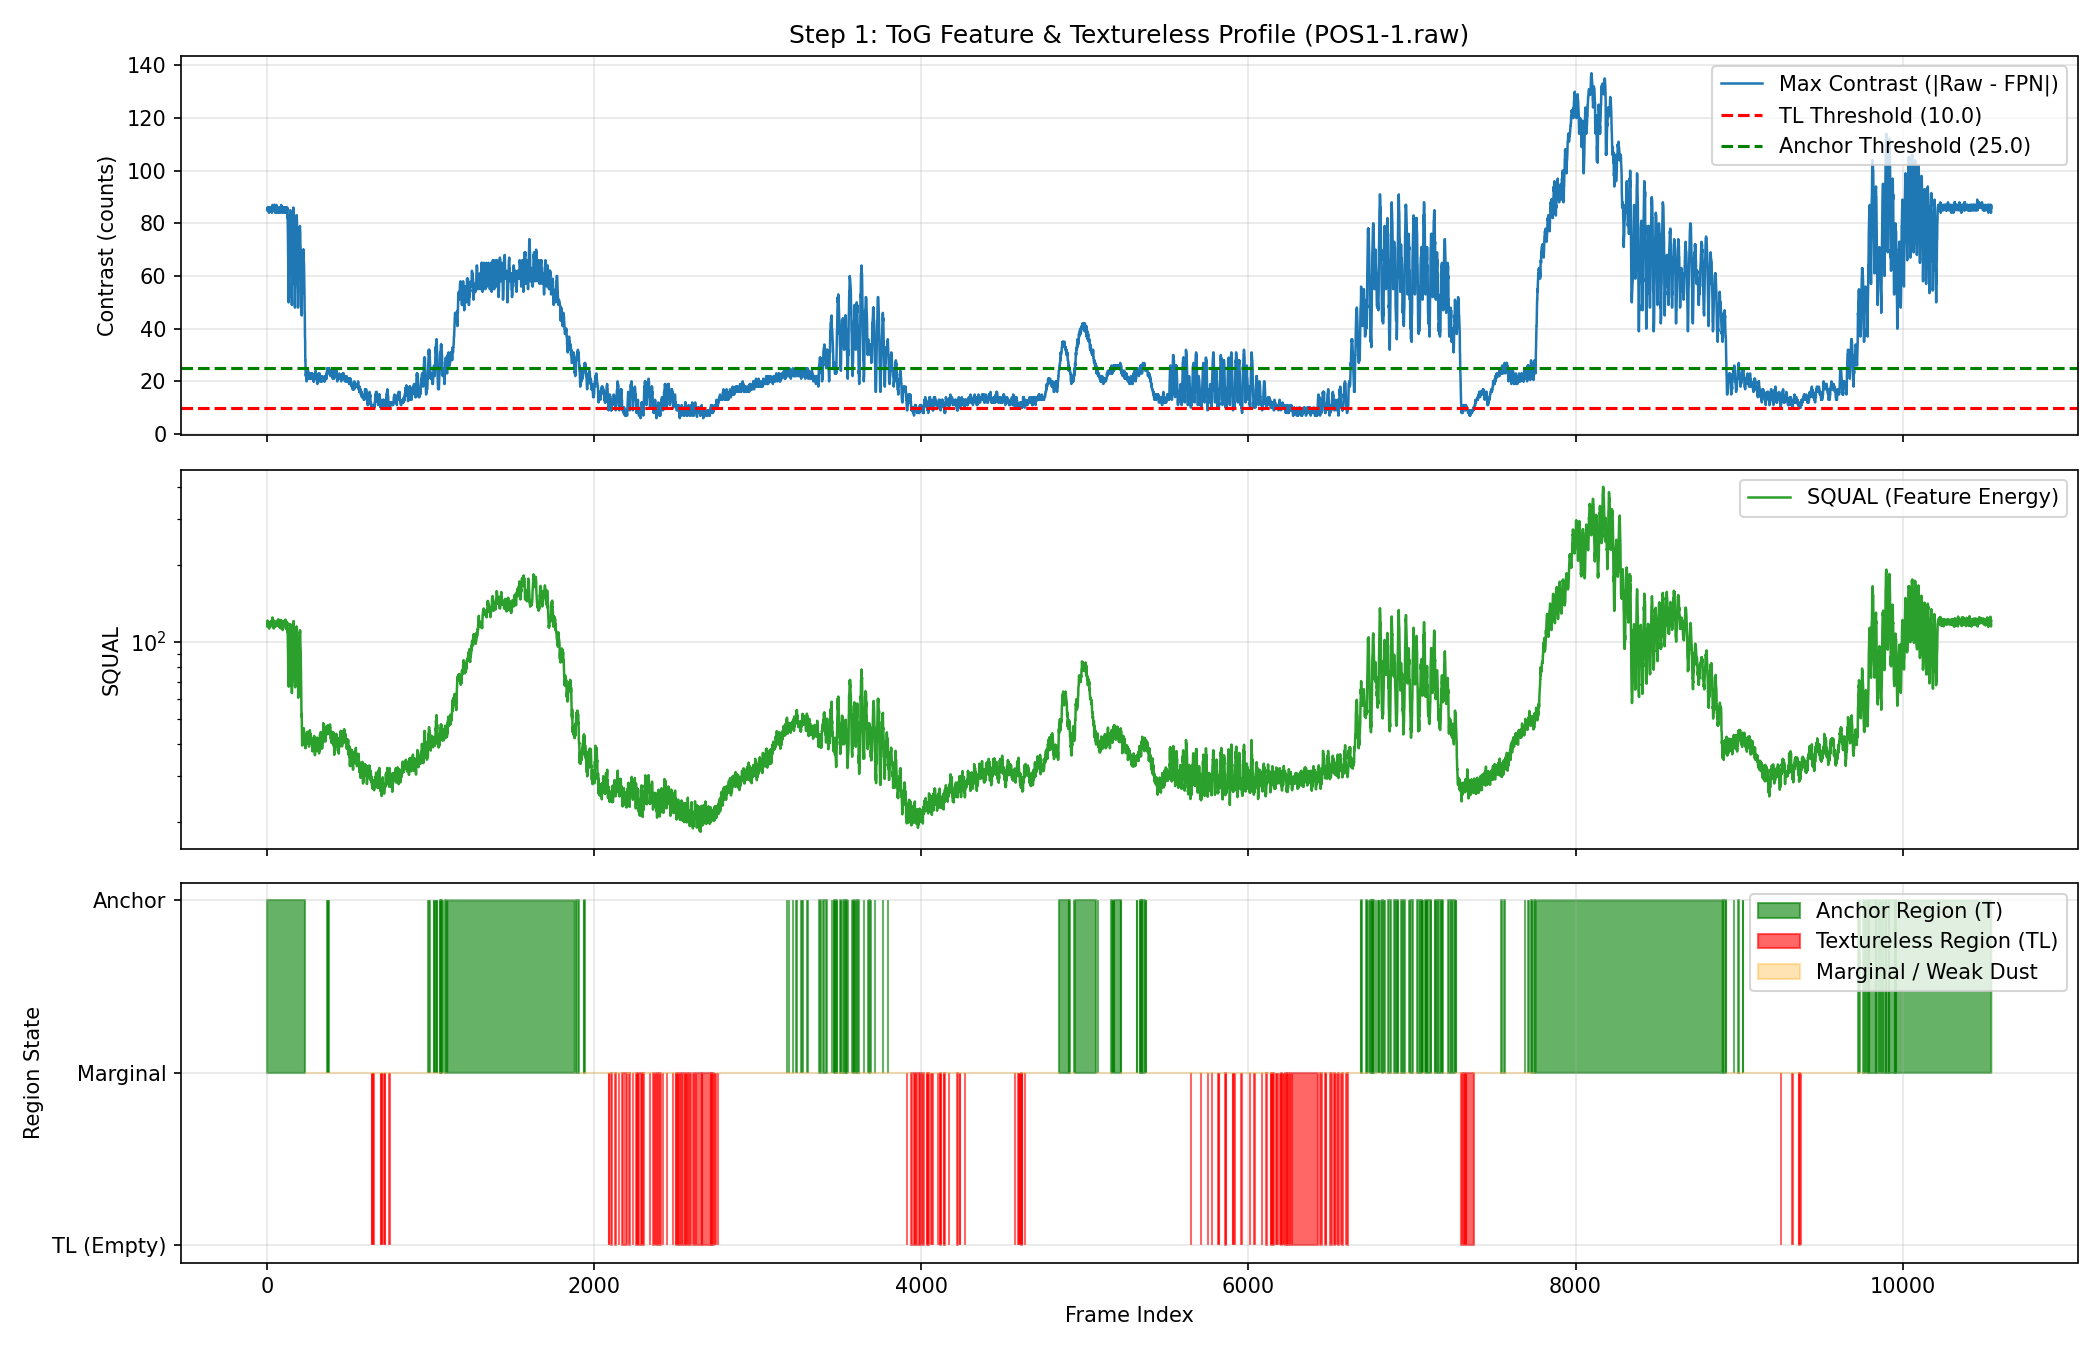 Step 1: ToG Feature & Textureless Profile (POS1-1.raw)
140
120
100
80
60
40
20
0
Contrast (counts)
Max Contrast (|Raw - FPN|)
TL Threshold (10.0)
Anchor Threshold (25.0)
10²
SQUAL
SQUAL (Feature Energy)
Anchor
Marginal
TL (Empty)
Region State
Anchor Region (T)
Textureless Region (TL)
Marginal / Weak Dust
0 2000 4000 6000 8000 10000
Frame Index